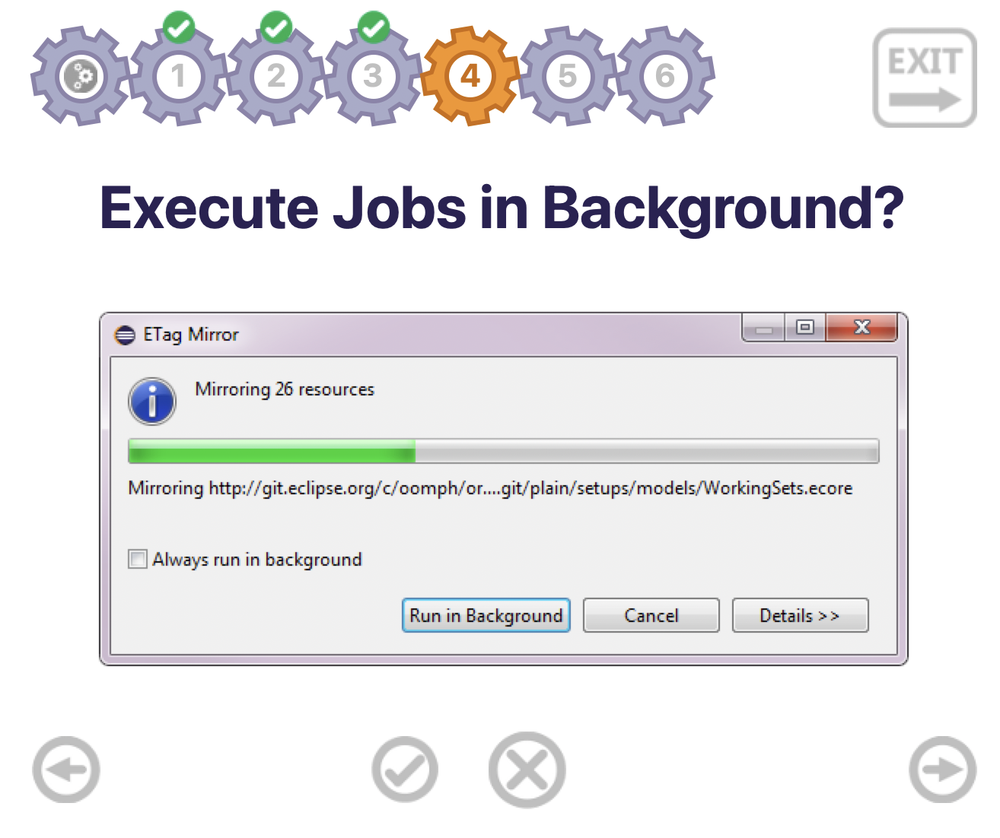 1 2 3 4 5 6
EXIT
Execute Jobs in Background?
ETag Mirror
Mirroring 26 resources
Mirroring http://git.eclipse.org/c/oomph/or....git/plain/setups/models/WorkingSets.ecore
Always run in background
Run in Background Cancel Details >>